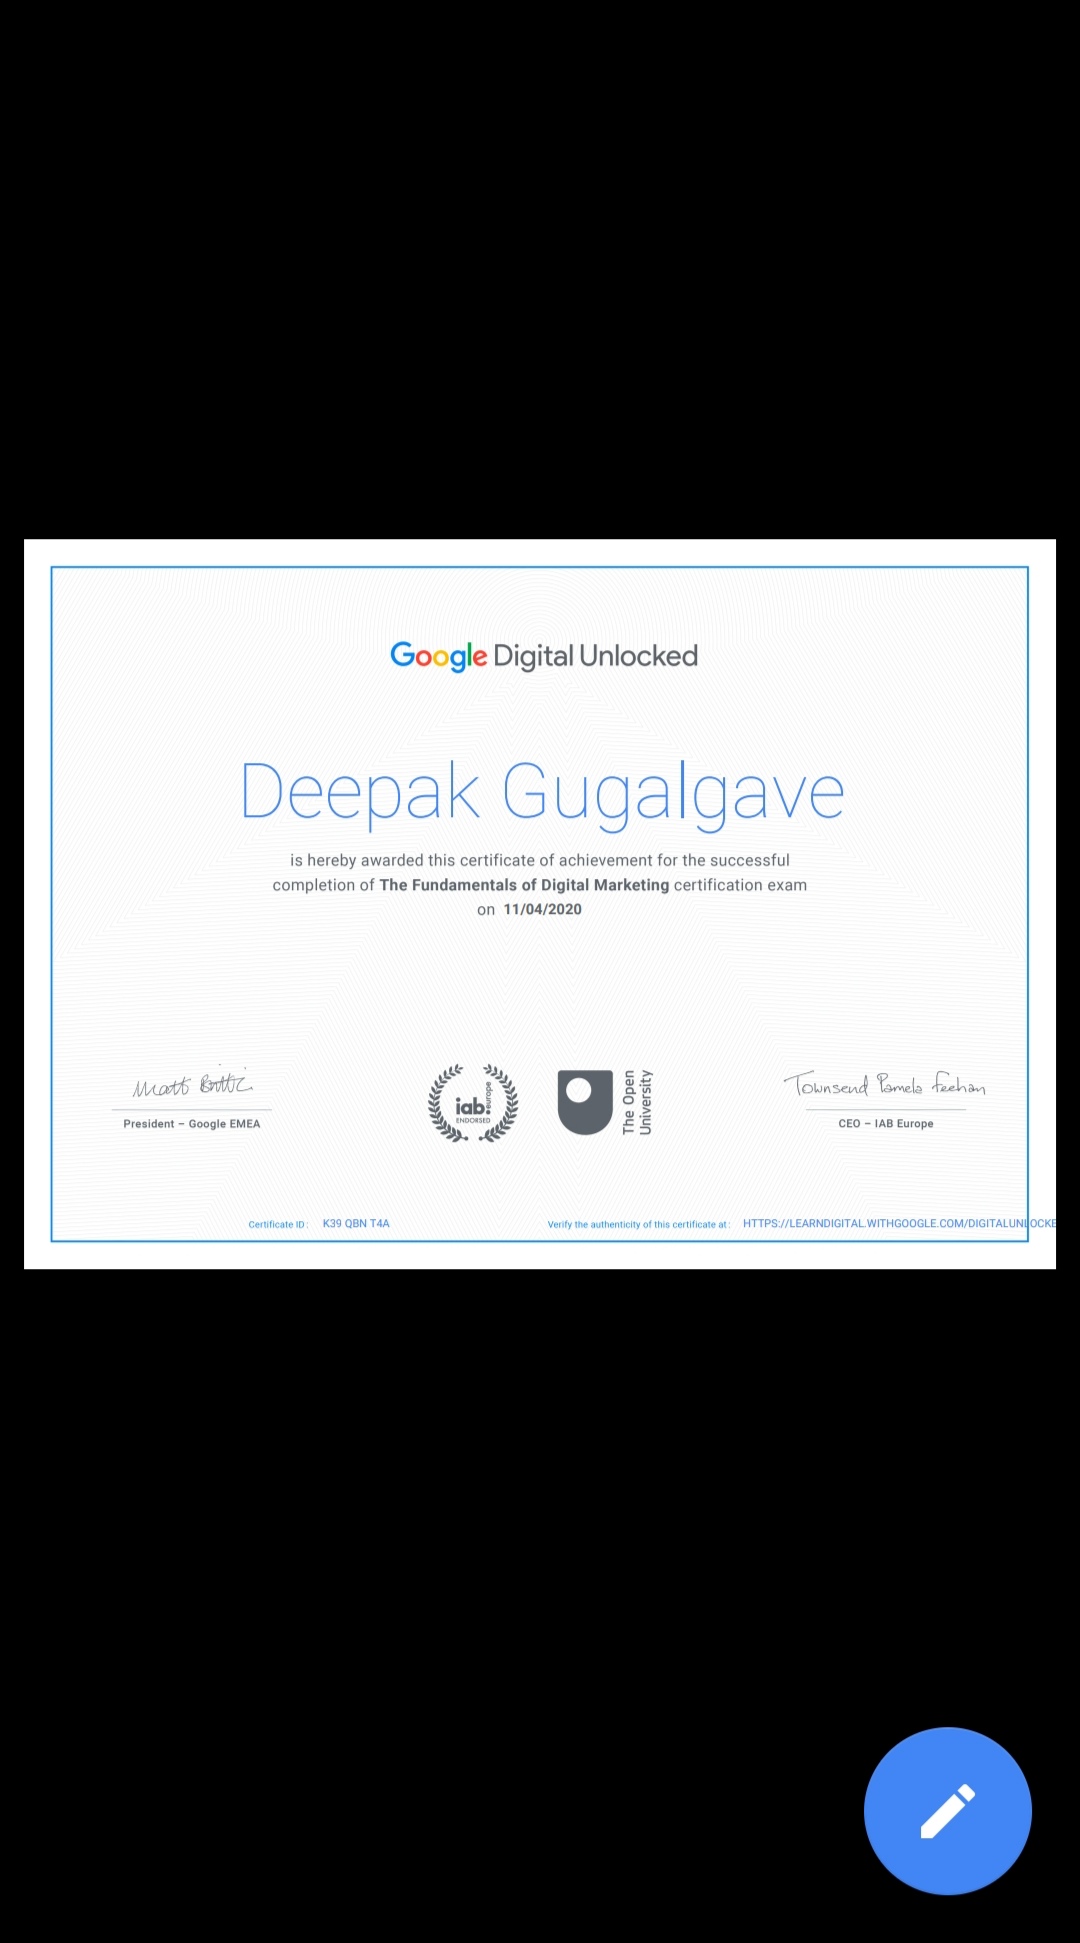 Google Digital Unlocked
Deepak Gugalgave
is hereby awarded this certificate of achievement for the successful
completion of The Fundamentals of Digital Marketing certification exam
on 11/04/2020
Matt Brittin
President – Google EMEA
iab.
europe
ENDORSED
The Open
University
Townsend Pamela Feehan
CEO – IAB Europe
Certificate ID : K39 QBN T4A
Verify the authenticity of this certificate at : HTTPS://LEARNDIGITAL.WITHGOOGLE.COM/DIGITALUNLOCKE